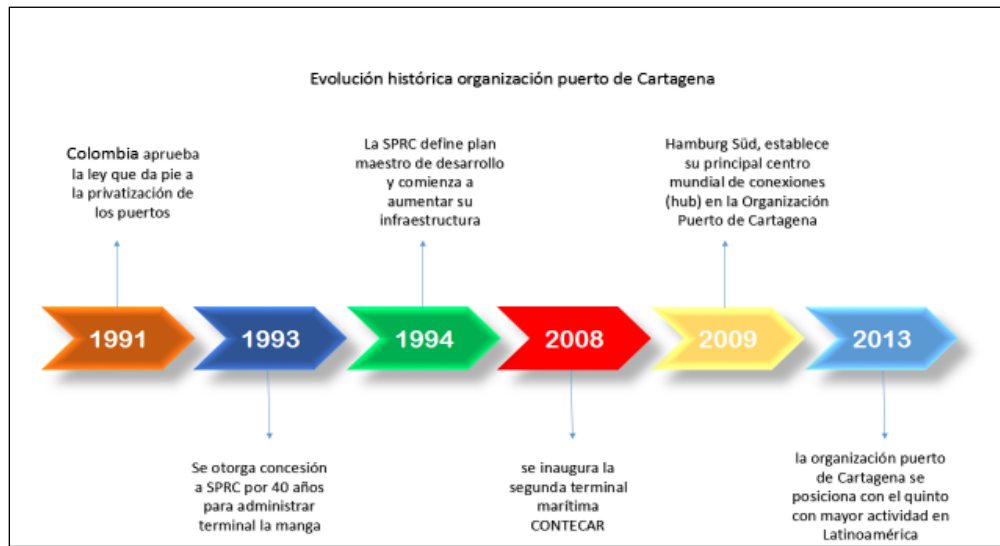 Evolución histórica organización puerto de Cartagena
Colombia aprueba
la ley que da pie a
la privatización de
los puertos
La SPRC define plan
maestro de desarrollo
y comienza a
aumentar su
infraestructura
Hamburg Süd, establece
su principal centro
mundial de conexiones
(hub) en la Organización
Puerto de Cartagena
1991
1993
1994
2008
2009
2013
Se otorga concesión
a SPRC por 40 años
para administrar
terminal la manga
se inaugura la
segunda terminal
marítima
CONTECAR
la organización puerto
de Cartagena se
posiciona con el quinto
con mayor actividad en
Latinoamérica